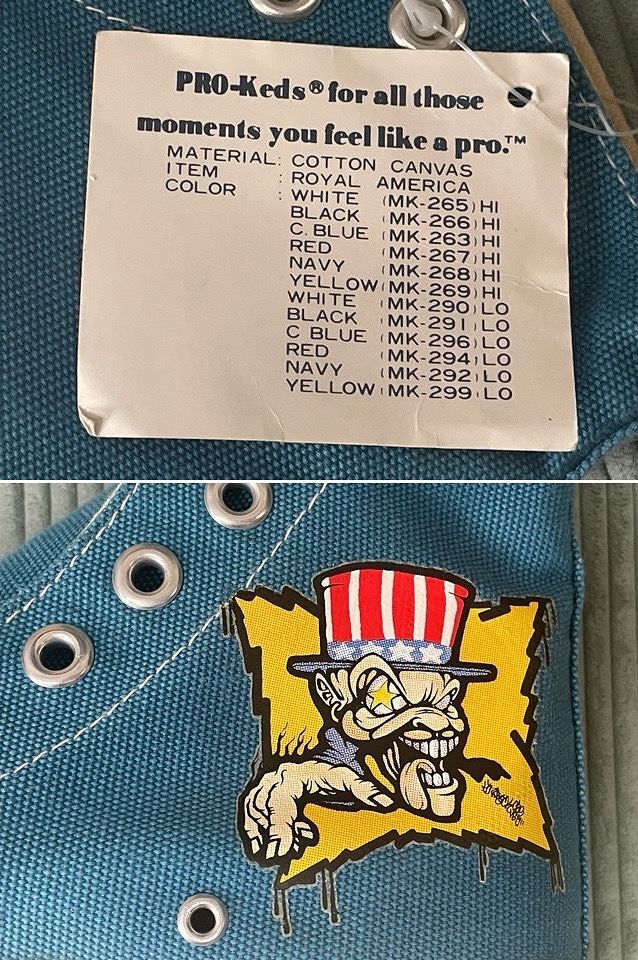 PRO-Keds® for all those
moments you feel like a pro.™
MATERIAL: COTTON CANVAS
ITEM : ROYAL AMERICA
COLOR : WHITE (MK-265) HI
BLACK (MK-266) HI
C. BLUE (MK-263) HI
RED (MK-267) HI
NAVY (MK-268) HI
YELLOW (MK-269) HI
WHITE (MK-290) LO
BLACK (MK-291) LO
C BLUE (MK-296) LO
RED (MK-294) LO
NAVY (MK-292) LO
YELLOW (MK-299) LO